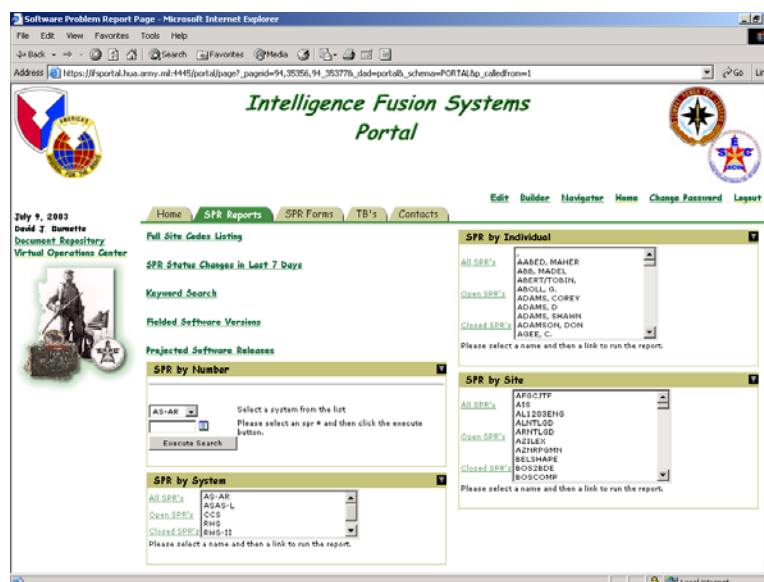 Software Problem Report Page - Microsoft Internet Explorer
File Edit View Favorites Tools Help
Back Search Favorites Media
Address https://ifsportal.hua.army.mil:4445/portal/page?_pageid=94,35356,94_35377&_dad=portal&_schema=PORTAL&p_calledfrom=1 Go
Intelligence Fusion Systems
Portal
Edit Builder Navigator Home Change Password Logout
July 9, 2003
David J. Burnette
Document Repository
Virtual Operations Center
Home SPR Reports SPR Forms TB's Contacts
Full Site Codes Listing
SPR Status Changes in Last 7 Days
Keyword Search
Fielded Software Versions
Projected Software Releases
SPR by Number
AS-AR Select a system from the list
Please select an spr # and then click the execute
button.
Execute Search
SPR by System
All SPR's
Open SPR's
Closed SPR's
AS-AR
ASAS-L
CCS
RWS
RWS-II
Please select a name and then a link to run the report.
SPR by Individual
All SPR's
Open SPR's
Closed SPR's
,
AABED, MAHER
ABB, MADEL
ABERT/TOBIN,
ABOLL, G.
ADAMS, COREY
ADAMS, D
ADAMS, SHAWN
ADAMSON, DON
AGEE, C.
Please select a name and then a link to run the report.
SPR by Site
All SPR's
Open SPR's
Closed SPR's
AFGCJTF
AIS
AL1203ENG
ALNTLGD
ARNTLGD
AZILEX
AZNRPGMN
BELSHAPE
BOS2BDE
BOSCOMP
Please select a name and then a link to run the report.
Local intranet